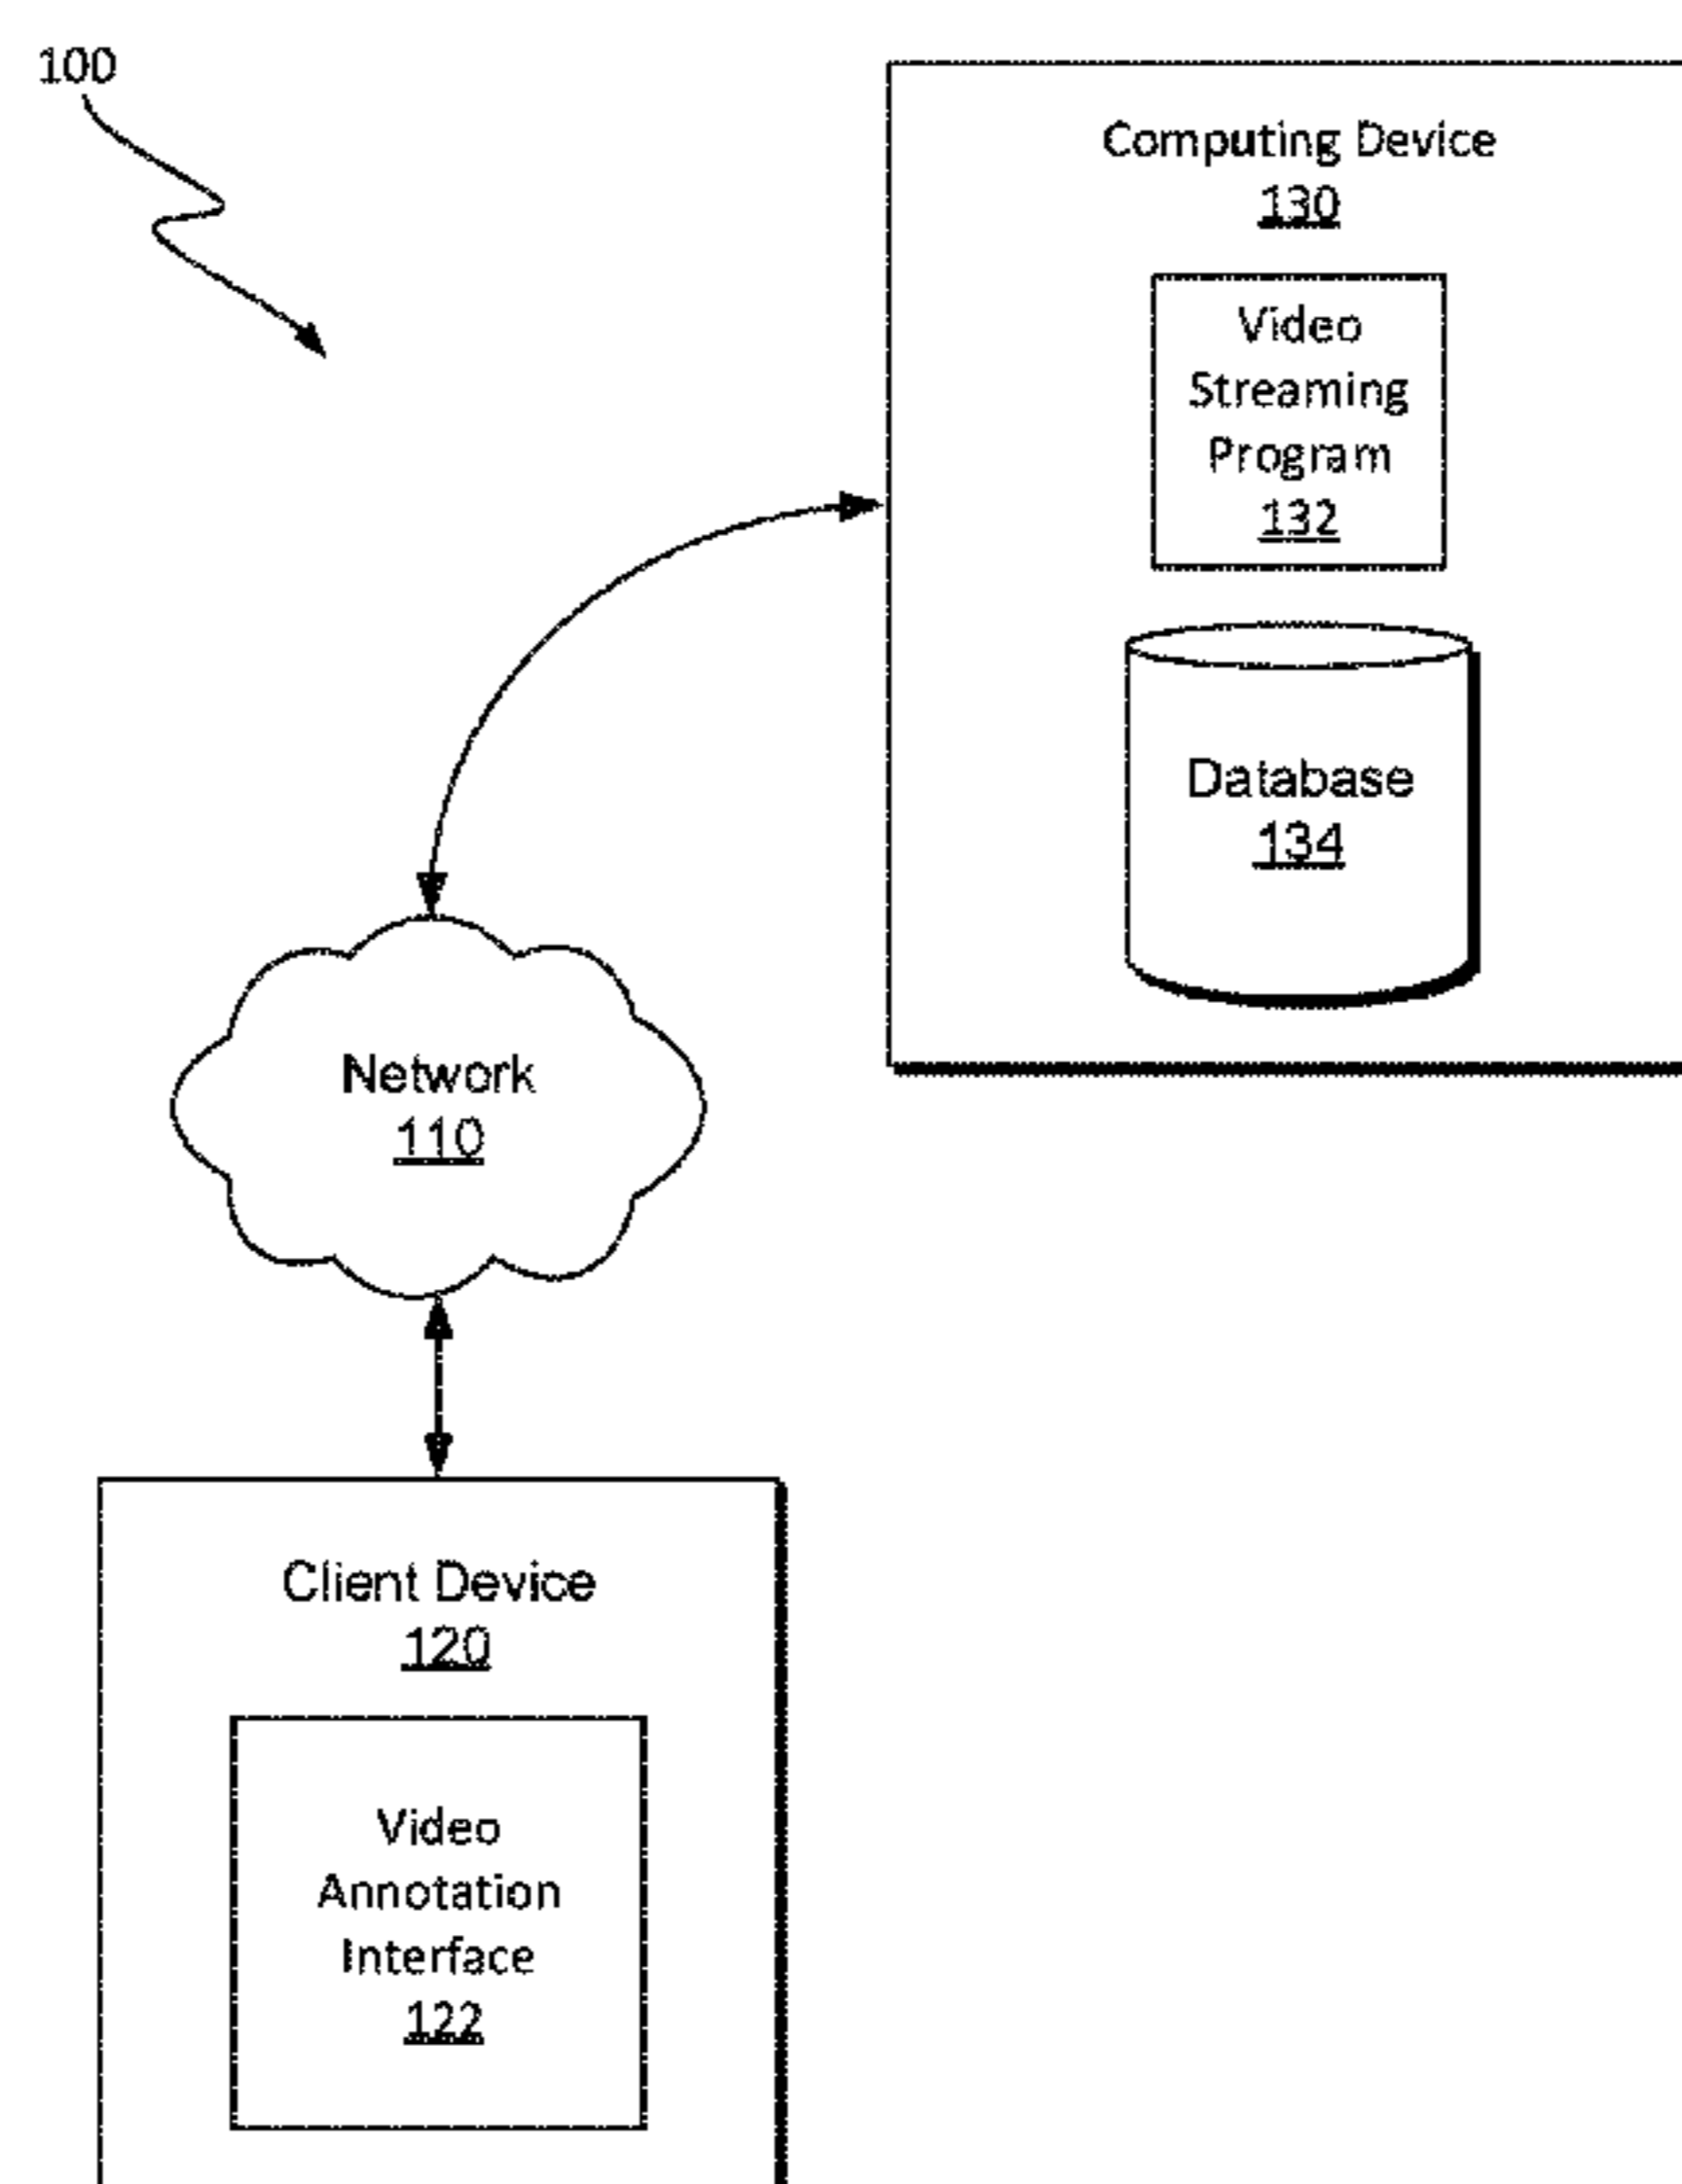 100
Computing Device
130
Video
Streaming
Program
132
Database
134
Network
110
Client Device
120
Video
Annotation
Interface
122